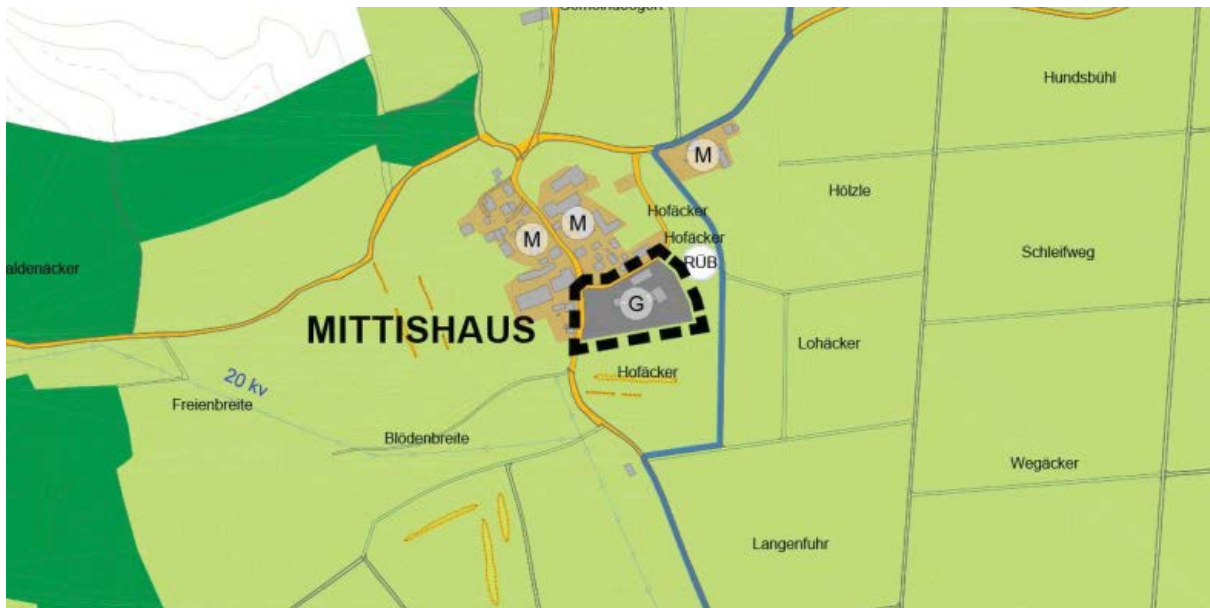 Hundsbühl
M
Hölzle
Hofäcker
M
M
Hofäcker
RÜB
Schleifweg
aldenäcker
G
MITTISHAUS
Lohäcker
Hofäcker
20 kv
Freienbreite
Blödenbreite
Wegäcker
Langenfuhr